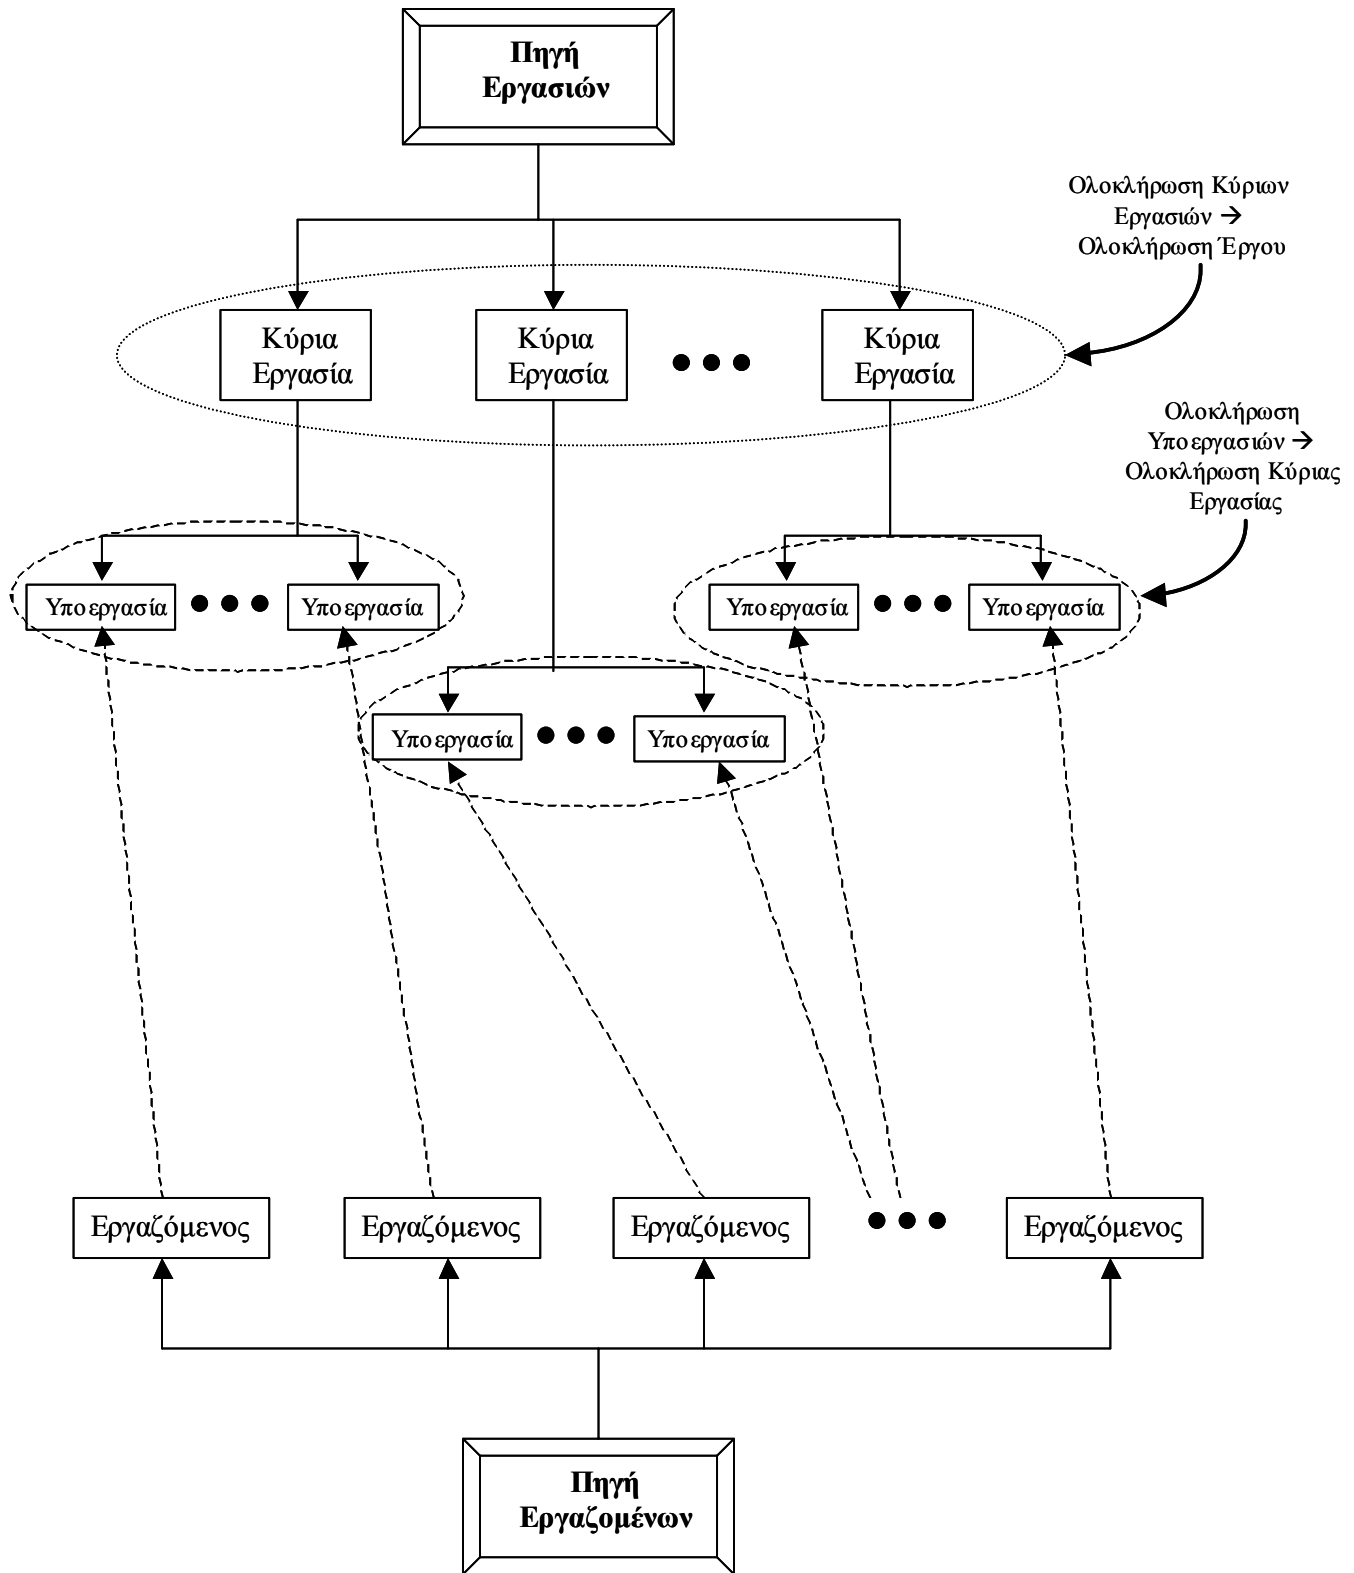 Πηγή
Εργασιών
Ολοκλήρωση Κύριων
Εργασιών →
Ολοκλήρωση Έργου
Κύρια
Εργασία
Κύρια
Εργασία
Κύρια
Εργασία
Ολοκλήρωση
Υποεργασιών →
Ολοκλήρωση Κύριας
Εργασίας
Υποεργασία
Υποεργασία
Υποεργασία
Υποεργασία
Υποεργασία
Υποεργασία
Εργαζόμενος
Εργαζόμενος
Εργαζόμενος
Εργαζόμενος
Πηγή
Εργαζομένων